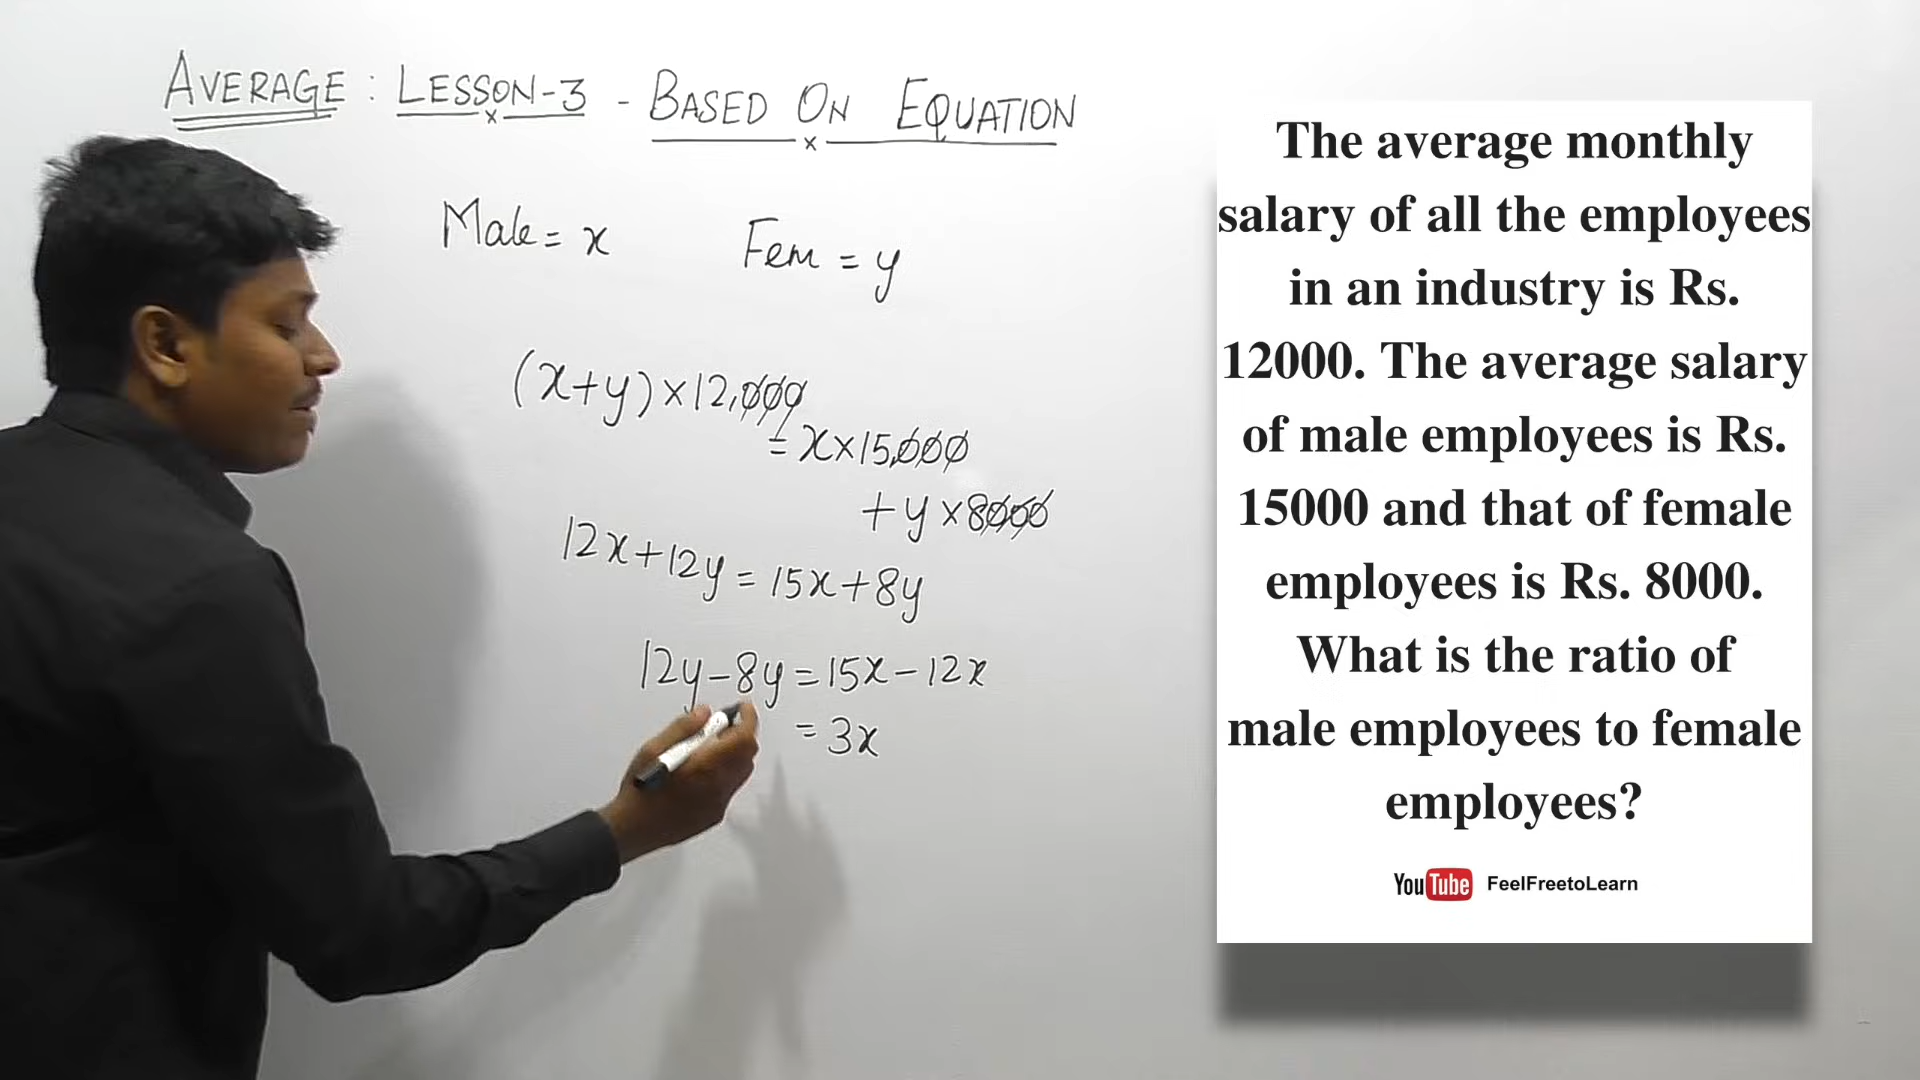 AVERAGE : LESSON-3 - BASED ON EQUATION
Male = x Fem = y
(x+y) × 12,000
= x × 15,000
+ y × 8000
12x + 12y = 15x + 8y
12y - 8y = 15x - 12x
= 3x
The average monthly
salary of all the employees
in an industry is Rs.
12000. The average salary
of male employees is Rs.
15000 and that of female
employees is Rs. 8000.
What is the ratio of
male employees to female
employees?
YouTube FeelFreetoLearn